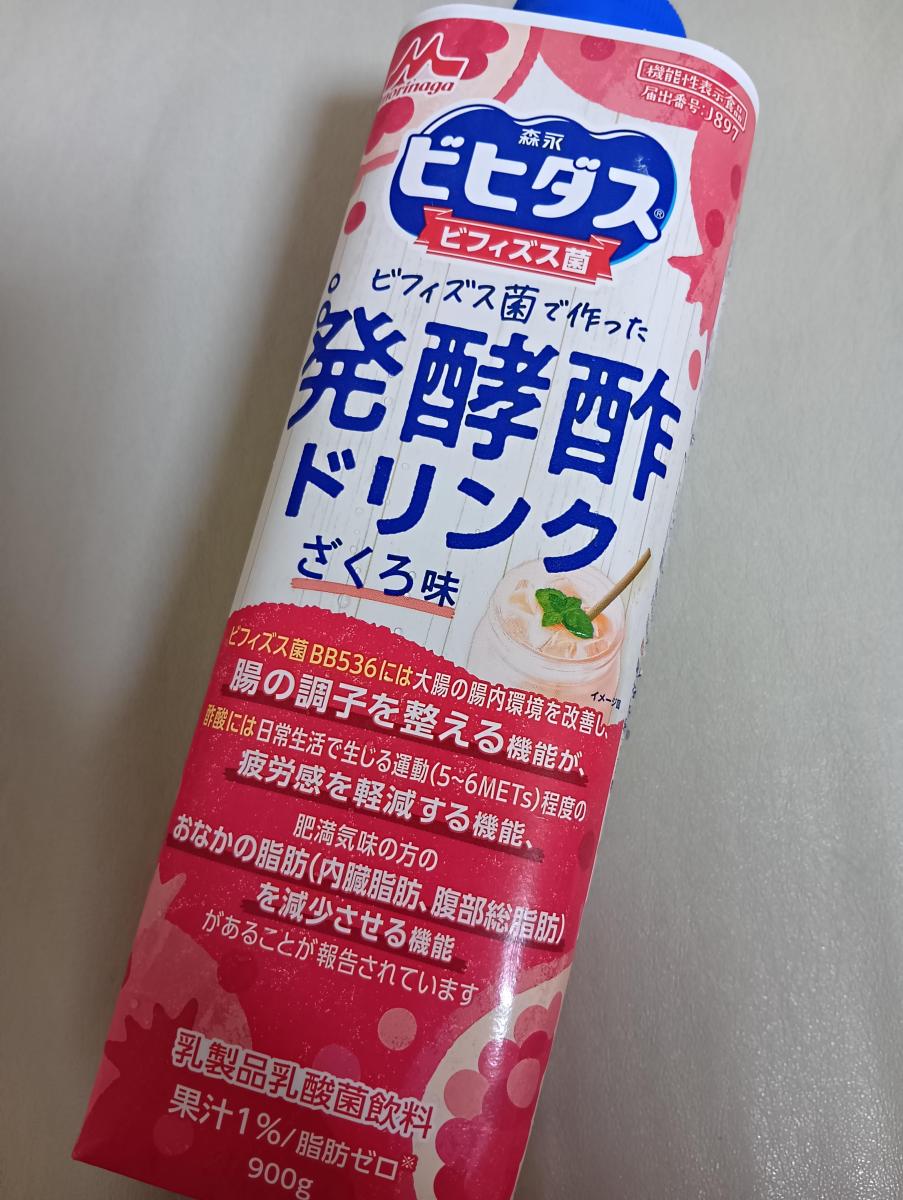 morinaga
機能性表示食品
届出番号:J897
森永
ビヒダス®
ビフィズス菌
ビフィズス菌で作った
発酵酢
ドリンク
ざくろ味
イメージ図
ビフィズス菌BB536には大腸の腸内環境を改善し、
腸の調子を整える機能が、
酢酸には日常生活で生じる運動(5~6METs)程度の
疲労感を軽減する機能、
肥満気味の方の
おなかの脂肪(内臓脂肪、腹部総脂肪)
を減少させる機能
があることが報告されています
乳製品乳酸菌飲料
果汁1%/脂肪ゼロ※
900g